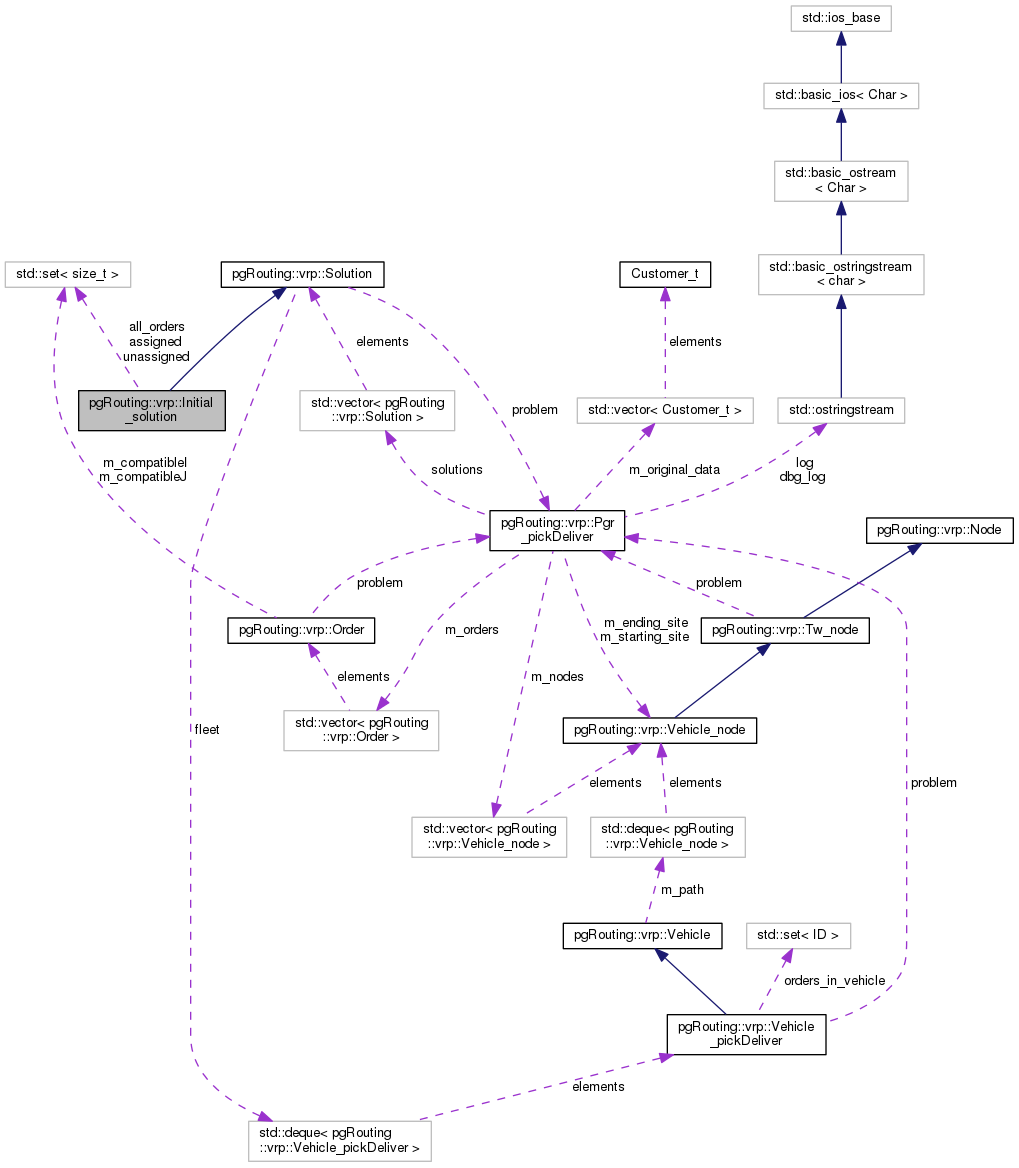 std::ios_base
std::basic_ios< Char >
std::basic_ostream
< Char >
std::basic_ostringstream
< char >
std::set< size_t >
pgRouting::vrp::Solution
Customer_t
all_orders
assigned
unassigned
elements
elements
pgRouting::vrp::Initial
_solution
std::vector< pgRouting
::vrp::Solution >
problem
std::vector< Customer_t >
std::ostringstream
m_compatibleI
m_compatibleJ
solutions
m_original_data
log
dbg_log
pgRouting::vrp::Pgr
_pickDeliver
pgRouting::vrp::Node
problem
problem
pgRouting::vrp::Order
m_orders
m_ending_site
m_starting_site
pgRouting::vrp::Tw_node
elements
m_nodes
fleet
std::vector< pgRouting
::vrp::Order >
pgRouting::vrp::Vehicle_node
elements
elements
problem
std::vector< pgRouting
::vrp::Vehicle_node >
std::deque< pgRouting
::vrp::Vehicle_node >
m_path
pgRouting::vrp::Vehicle
std::set< ID >
orders_in_vehicle
pgRouting::vrp::Vehicle
_pickDeliver
elements
std::deque< pgRouting
::vrp::Vehicle_pickDeliver >